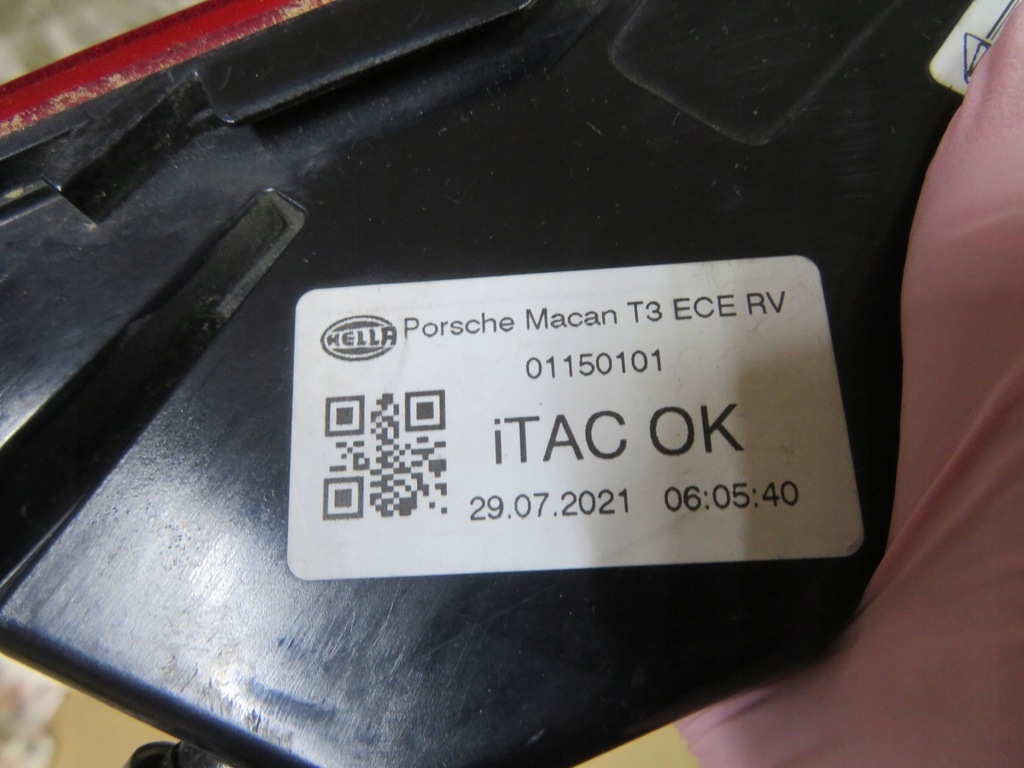 HELLA
Porsche Macan T3 ECE RV
01150101
iTAC OK
29.07.2021 06:05:40